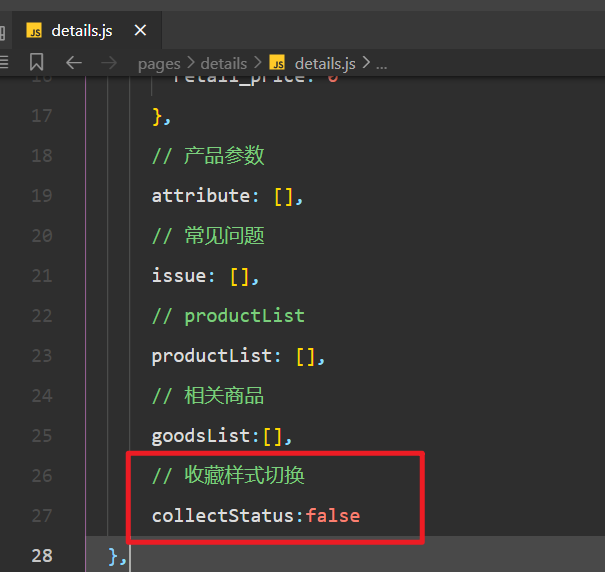 details.js
pages > details > details.js > ...
16 retail_price: 0
17 },
18 // 产品参数
19 attribute: [],
20 // 常见问题
21 issue: [],
22 // productList
23 productList: [],
24 // 相关商品
25 goodsList:[],
26 // 收藏样式切换
27 collectStatus:false
28 },